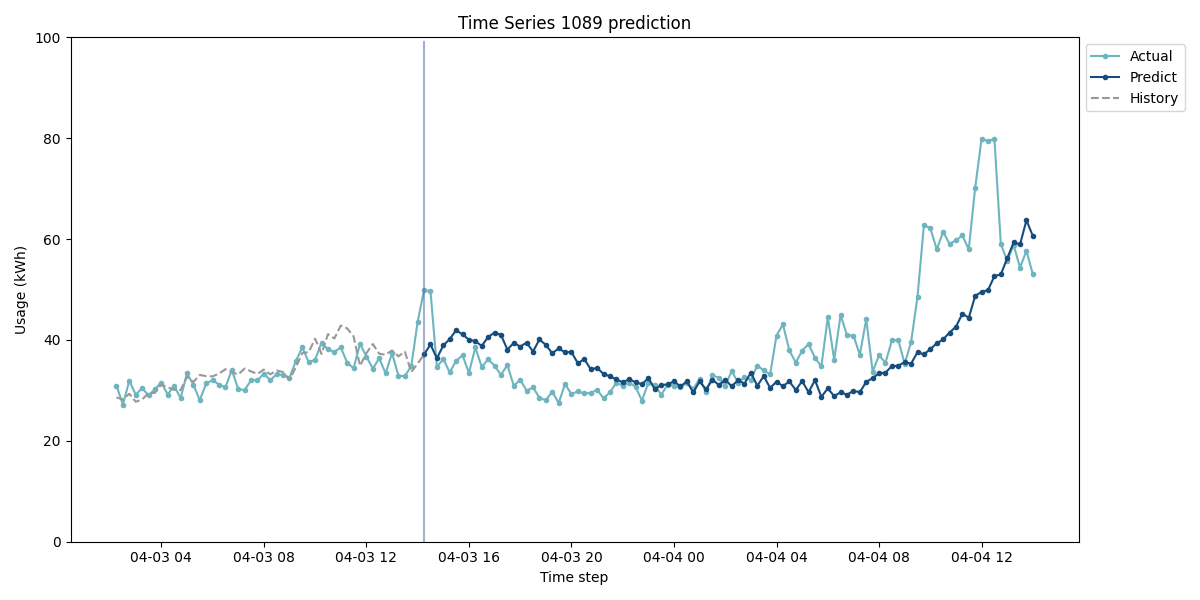 Time Series 1089 prediction
100
80
60
40
20
0
Usage (kWh)
04-03 04
04-03 08
04-03 12
04-03 16
04-03 20
04-04 00
04-04 04
04-04 08
04-04 12
Time step
Actual
Predict
History